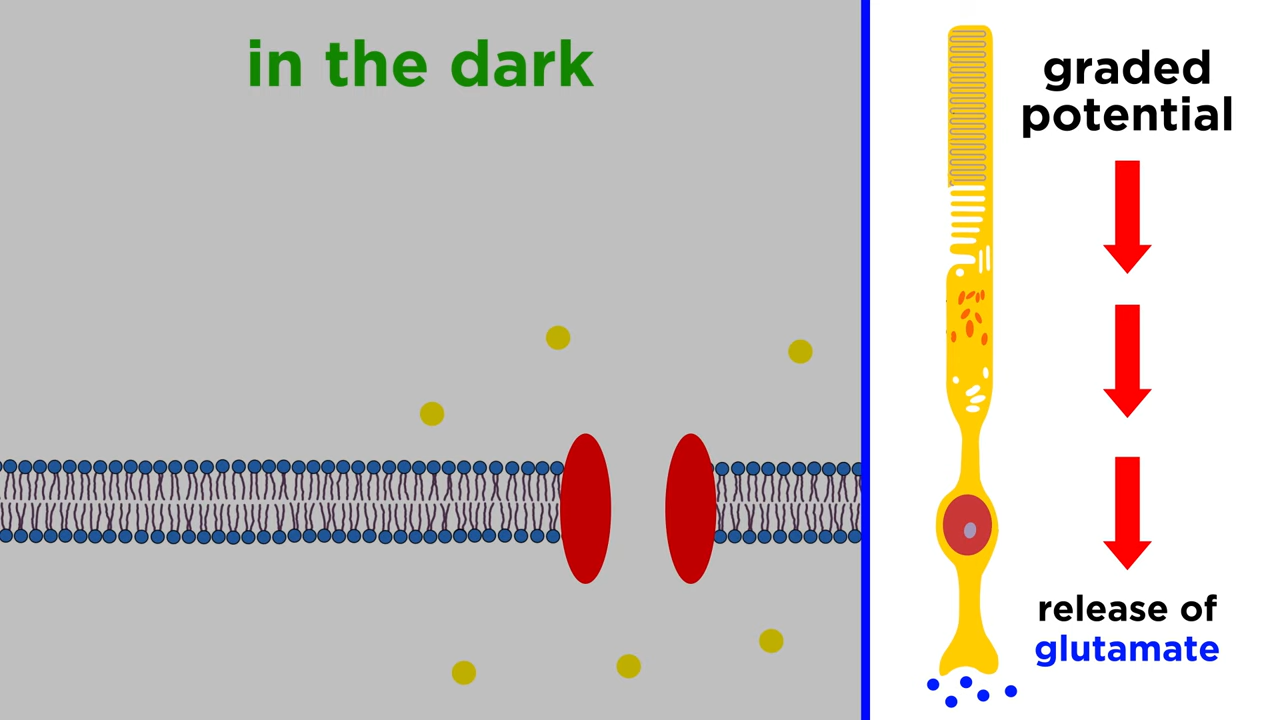 in the dark
graded
potential
release of
glutamate